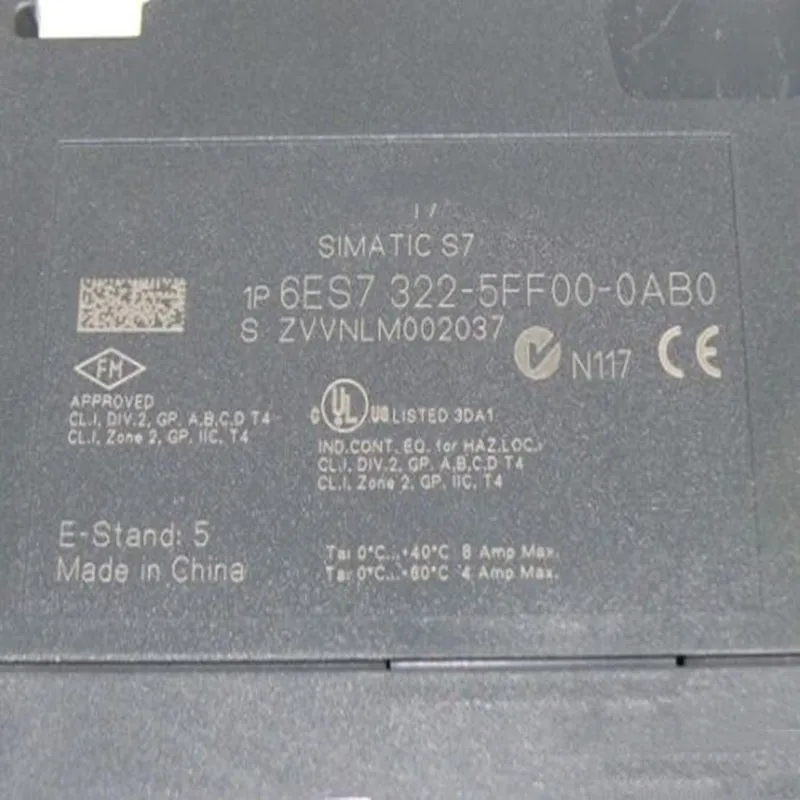 SIMATIC S7
1P 6ES7 322-5FF00-0AB0
S ZVVNLM002037
N117 CE
FM
APPROVED
CL.I, DIV.2, GP. A,B,C,D T4
CL.I, Zone 2, GP. IIC, T4
C UL US LISTED 3DA1
IND.CONT. EQ. for HAZ.LOC.
CL.I, DIV.2, GP. A,B,C,D T4
CL.I, Zone 2, GP. IIC, T4
E-Stand: 5
Made in China
Ta: 0°C...+40°C 8 Amp Max.
Ta: 0°C...+60°C 4 Amp Max.